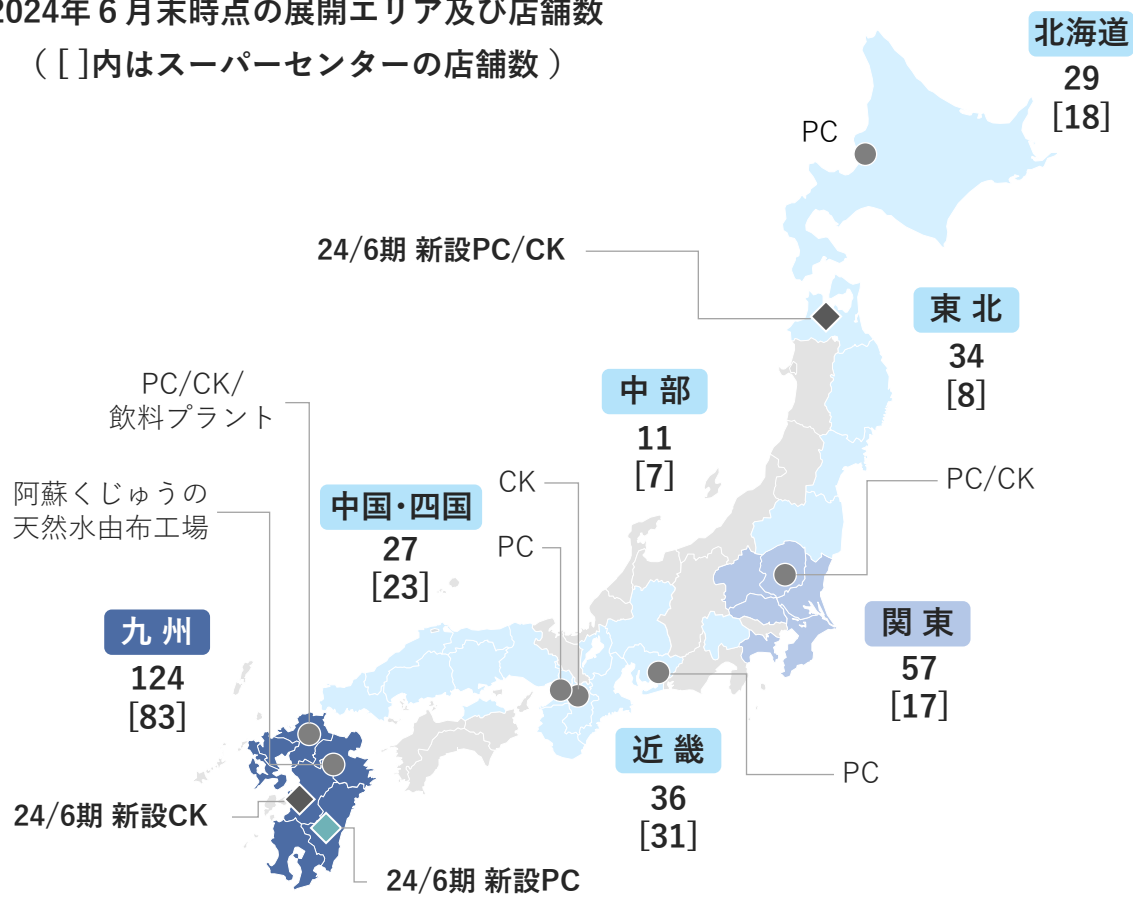 2024年6月末時点の展開エリア及び店舗数
（ [ ]内はスーパーセンターの店舗数 ）
北海道
29
[18]
PC
24/6期 新設PC/CK
東 北
34
[8]
PC/CK/
飲料プラント
中 部
11
[7]
阿蘇くじゅうの
天然水由布工場
中国・四国
27
[23]
CK
PC
PC/CK
九 州
124
[83]
関 東
57
[17]
近 畿
36
[31]
PC
24/6期 新設CK
24/6期 新設PC